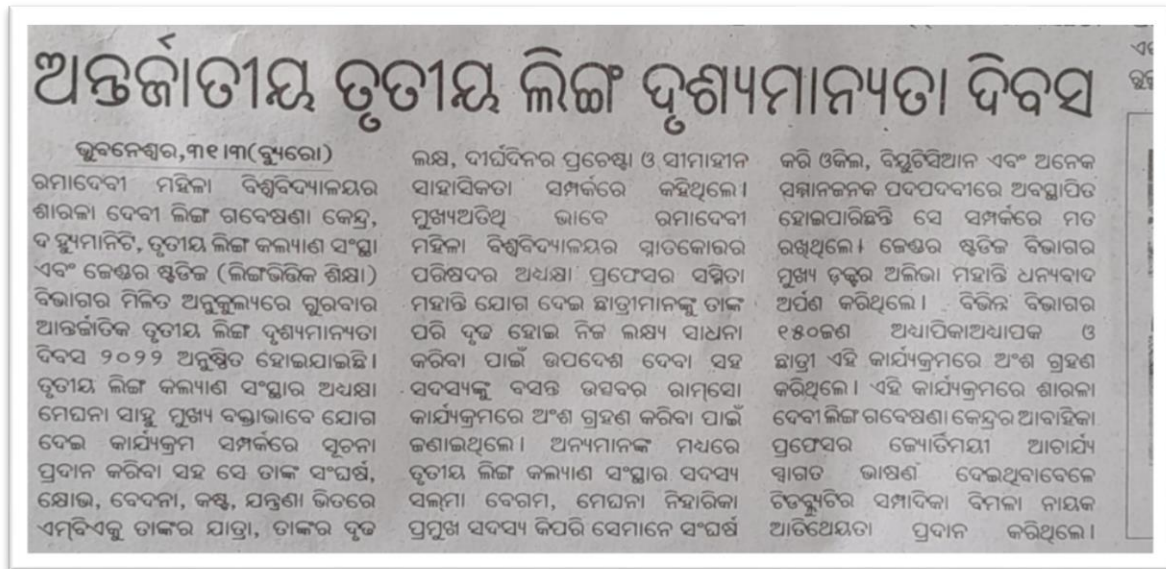 ଅନ୍ତର୍ଜାତୀୟ ତୃତୀୟ ଲିଙ୍ଗ ଦୃଶ୍ୟମାନ୍ୟତା ଦିବସ
ଭୁବନେଶ୍ୱର,୩୧।୩(ବ୍ୟୁରୋ)
ରମାଦେବୀ ମହିଳା ବିଶ୍ୱବିଦ୍ୟାଳୟର
ଶାରଳା ଦେବୀ ଲିଙ୍ଗ ଗବେଷଣା କେନ୍ଦ୍ର,
ଦ ହ୍ୟୁମାନିଟି, ତୃତୀୟ ଲିଙ୍ଗ କଲ୍ୟାଣ ସଂସ୍ଥା
ଏବଂ ଜେଣ୍ଡର ଷ୍ଟଡିଜ (ଲିଙ୍ଗଭିତ୍ତିକ ଶିକ୍ଷା)
ବିଭାଗର ମିଳିତ ଅନୁକୂଲ୍ୟରେ ଗୁରବାର
ଆନ୍ତର୍ଜାତିକ ତୃତୀୟ ଲିଙ୍ଗ ଦୃଶ୍ୟମାନ୍ୟତା
ଦିବସ ୨୦୨୨ ଅନୁଷ୍ଠିତ ହୋଇଯାଇଛି।
ତୃତୀୟ ଲିଙ୍ଗ କଲ୍ୟାଣ ସଂସ୍ଥାର ଅଧ୍ୟକ୍ଷା
ମେଘନା ସାହୁ ମୁଖ୍ୟ ବକ୍ତାଭାବେ ଯୋଗ
ଦେଇ କାର୍ଯ୍ୟକ୍ରମ ସମ୍ପର୍କରେ ସୂଚନା
ପ୍ରଦାନ କରିବା ସହ ସେ ତାଙ୍କ ସଂଘର୍ଷ,
କ୍ଷୋଭ, ବେଦନା, କଷ୍ଟ, ଯନ୍ତ୍ରଣା ଭିତରେ
ଏମ୍‌ବିଏକୁ ତାଙ୍କର ଯାତ୍ରା, ତାଙ୍କର ଦୃଢ
ଲକ୍ଷ, ଦୀର୍ଘଦିନର ପ୍ରଚେଷ୍ଟା ଓ ସୀମାହୀନ
ସାହାସିକତା ସମ୍ପର୍କରେ କହିଥିଲେ।
ମୁଖ୍ୟଅତିଥି ଭାବେ ରମାଦେବୀ
ମହିଳା ବିଶ୍ୱବିଦ୍ୟାଳୟର ସ୍ନାତକୋତ୍ତର
ପରିଷଦର ଅଧ୍ୟକ୍ଷା ପ୍ରଫେସର ସସ୍ମିତା
ମହାନ୍ତି ଯୋଗ ଦେଇ ଛାତ୍ରୀମାନଙ୍କୁ ତାଙ୍କ
ପରି ଦୃଢ ହୋଇ ନିଜ ଲକ୍ଷ୍ୟ ସାଧନା
କରିବା ପାଇଁ ଉପଦେଶ ଦେବା ସହ
ସଦସ୍ୟଙ୍କୁ ବସନ୍ତ ଉତ୍ସବର ରାମ୍‌ସୋ
କାର୍ଯ୍ୟକ୍ରମରେ ଅଂଶ ଗ୍ରହଣ କରିବା ପାଇଁ
ଜଣାଇଥିଲେ। ଅନ୍ୟମାନଙ୍କ ମଧ୍ୟରେ
ତୃତୀୟ ଲିଙ୍ଗ କଲ୍ୟାଣ ସଂସ୍ଥାର ସଦସ୍ୟ
ସଲ୍‌ମା ବେଗମ, ମେଘନା ନିହାରିକା
ପ୍ରମୁଖ ସଦସ୍ୟ କିପରି ସେମାନେ ସଂଘର୍ଷ
କରି ଓକିଲ, ବିୟୁଟିସିଆନ ଏବଂ ଅନେକ
ସମ୍ମାନଜନକ ପଦପଦବୀରେ ଅବସ୍ଥାପିତ
ହୋଇପାରିଛନ୍ତି ସେ ସମ୍ପର୍କରେ ମତ
ରଖିଥିଲେ। ଜେଣ୍ଡର ଷ୍ଟଡିଜ ବିଭାଗର
ମୁଖ୍ୟ ଡକ୍ଟର ଅଲିଭା ମହାନ୍ତି ଧନ୍ୟବାଦ
ଅର୍ପଣ କରିଥିଲେ। ବିଭିନ୍ନ ବିଭାଗର
୧୫୦ଜଣ ଅଧ୍ୟାପିକାଅଧ୍ୟାପକ ଓ
ଛାତ୍ରୀ ଏହି କାର୍ଯ୍ୟକ୍ରମରେ ଅଂଶ ଗ୍ରହଣ
କରିଥିଲେ। ଏହି କାର୍ଯ୍ୟକ୍ରମରେ ଶାରଳା
ଦେବୀ ଲିଙ୍ଗ ଗବେଷଣା କେନ୍ଦ୍ରର ଆବାହିକା
ପ୍ରଫେସର ଜ୍ୟୋତିର୍ମୟୀ ଆଚାର୍ଯ୍ୟ
ସ୍ୱାଗତ ଭାଷଣ ଦେଇଥିବାବେଳେ
ଟିଡବ୍ଲ୍ୟୁଟିର ସମ୍ପାଦିକା ବିମଳା ନାୟକ
ଆତିଥେୟତା ପ୍ରଦାନ କରିଥିଲେ।